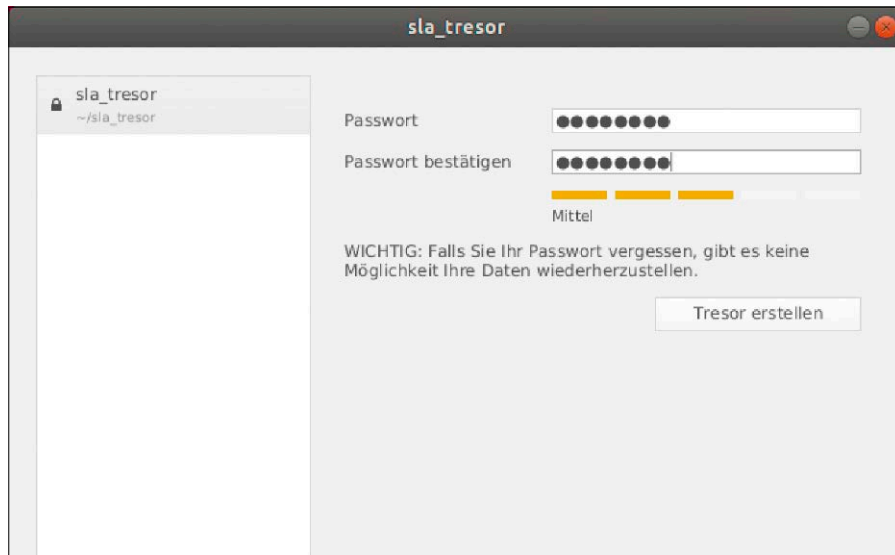 sla_tresor
sla_tresor
~/sla_tresor
Passwort
Passwort bestätigen
Mittel
WICHTIG: Falls Sie Ihr Passwort vergessen, gibt es keine
Möglichkeit Ihre Daten wiederherzustellen.
Tresor erstellen